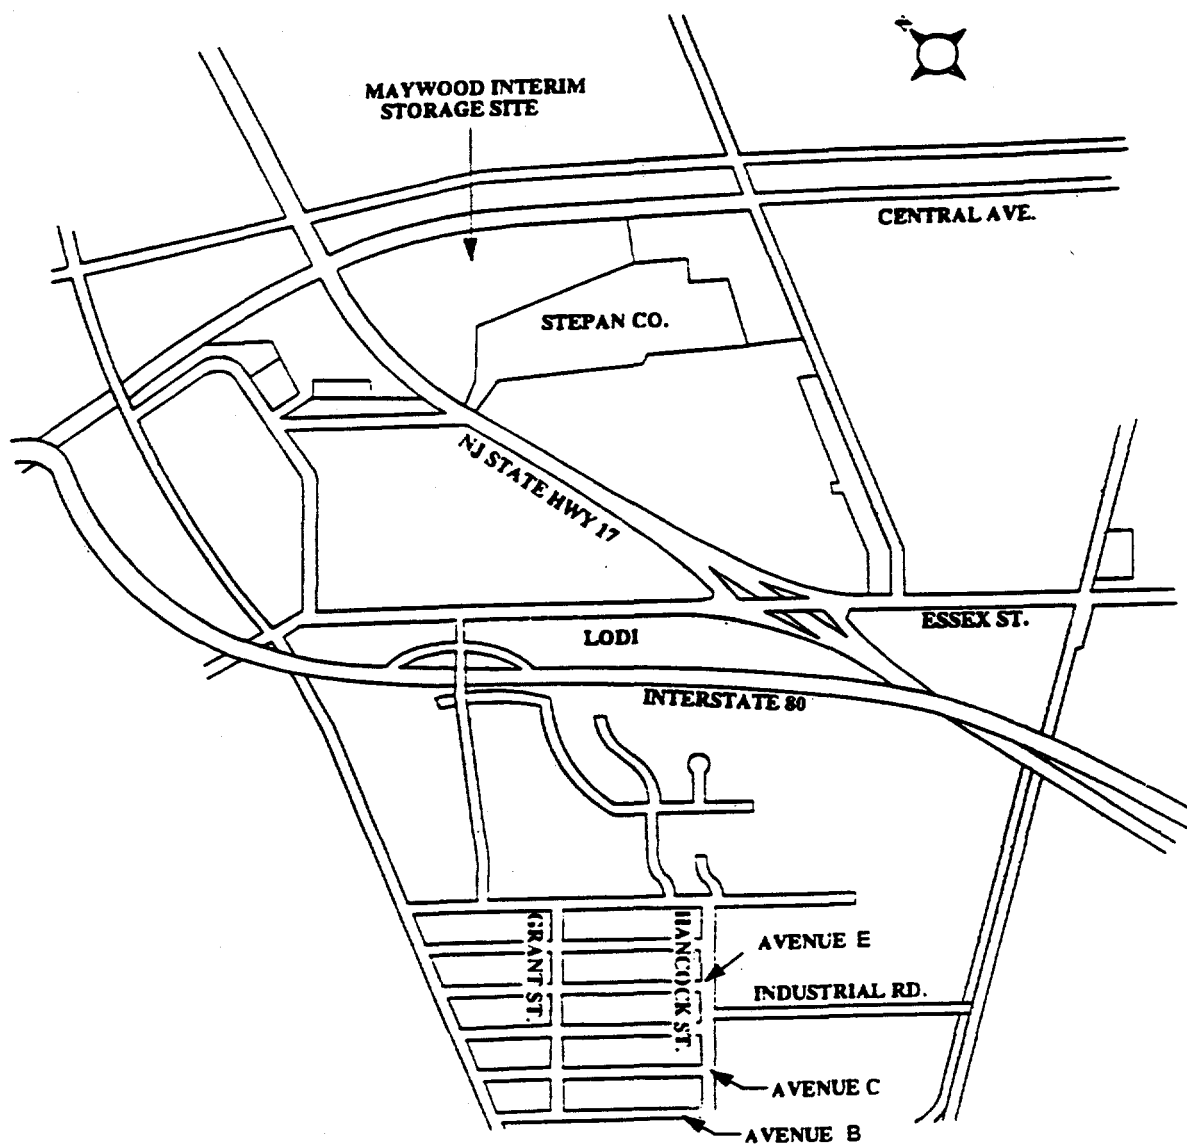 N
MAYWOOD INTERIM
STORAGE SITE
CENTRAL AVE.
STEPAN CO.
NJ STATE HWY 17
ESSEX ST.
LODI
INTERSTATE 80
GRANT ST.
HANCOCK ST.
AVENUE E
INDUSTRIAL RD.
AVENUE C
AVENUE B